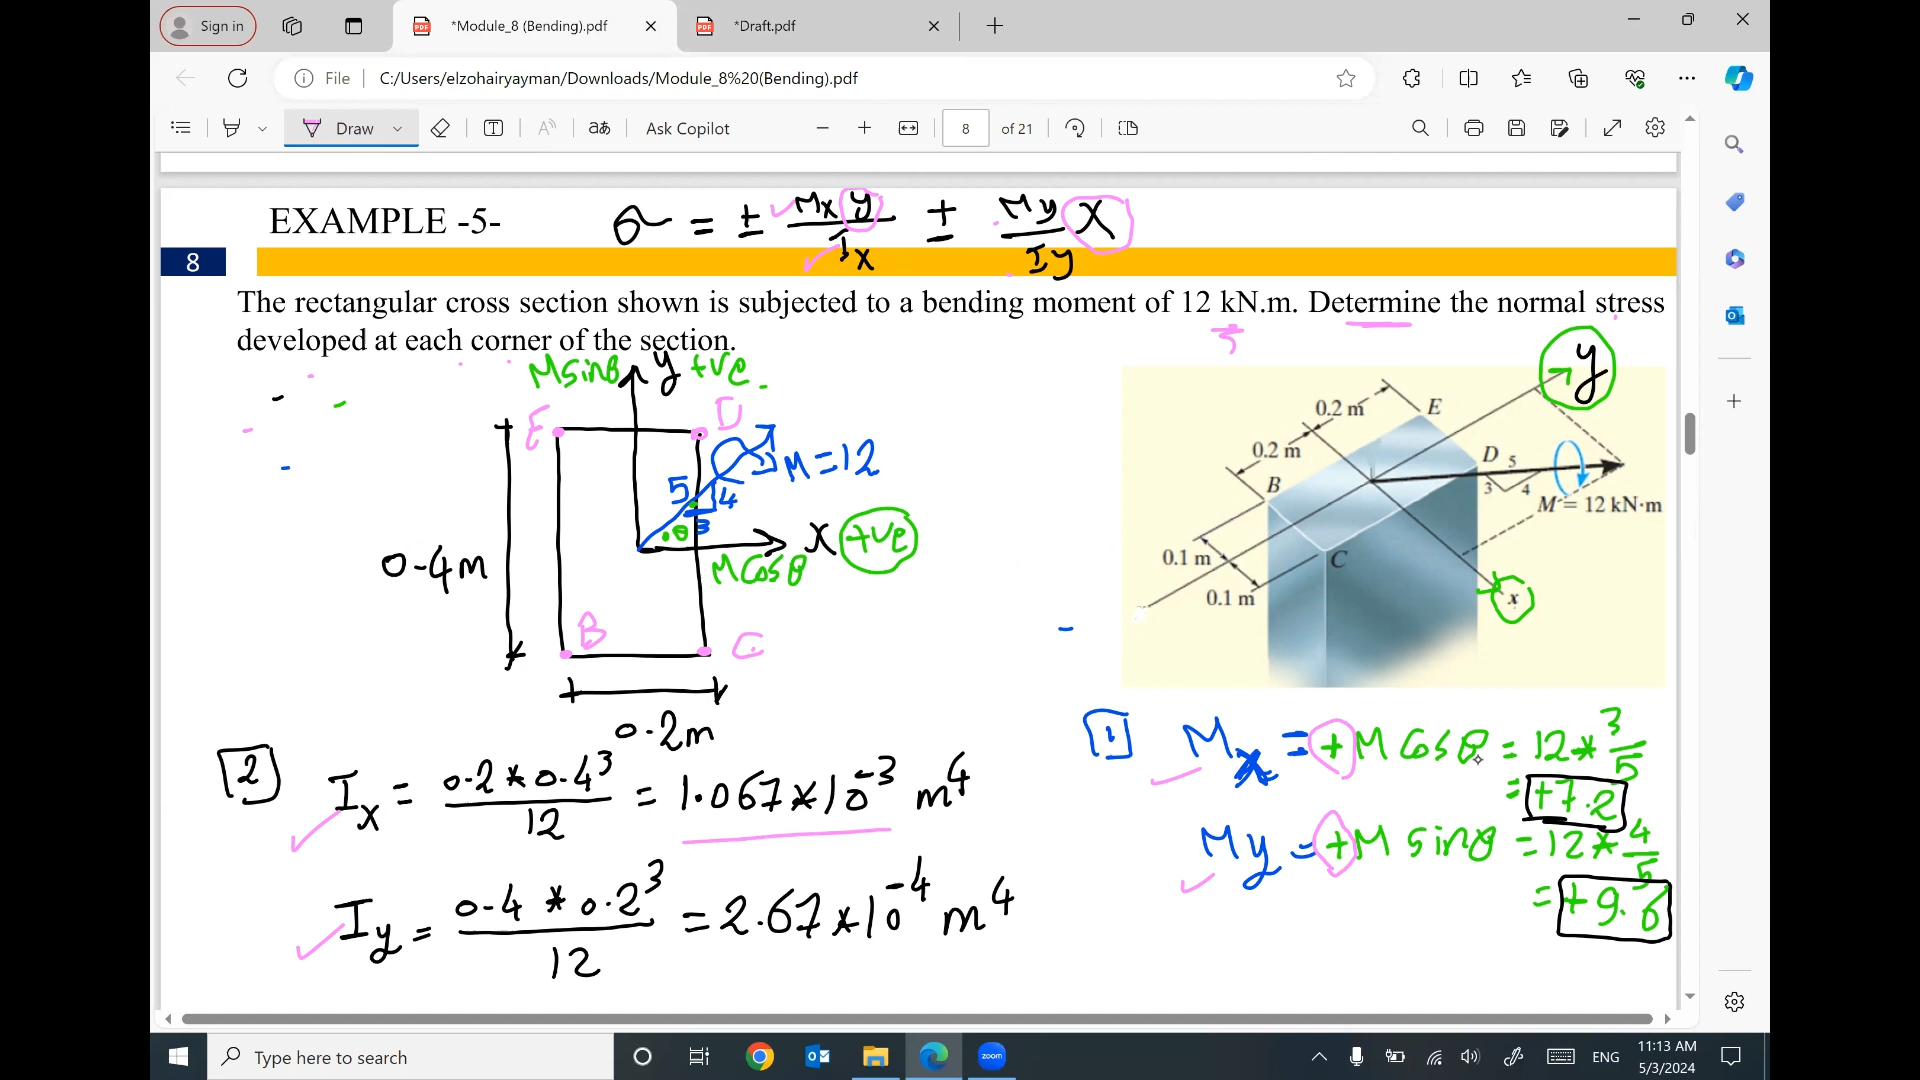 Sign in
*Module_8 (Bending).pdf
*Draft.pdf
File
C:/Users/elzohairyayman/Downloads/Module_8%20(Bending).pdf
Draw
Ask Copilot
8 of 21
EXAMPLE -5-
σ = ± Mx y / Ix ± My X / Iy
8
The rectangular cross section shown is subjected to a bending moment of 12 kN.m. Determine the normal stress
developed at each corner of the section.
M sinθ y +ve
E D
M = 12
5 4
3
θ
X +ve
M Cosθ
0.4m
B C
0.2m
y
0.2 m
E
0.2 m
D 5
B
3 4
M = 12 kN·m
0.1 m
C
0.1 m
x
1 Mx = + M Cosθ = 12 * 3/5
= +7.2
My = + M sinθ = 12 * 4/5
= +9.6
2 Ix = 0.2 * 0.4³ / 12 = 1.067 * 10⁻³ m⁴
Iy = 0.4 * 0.2³ / 12 = 2.67 * 10⁻⁴ m⁴
Type here to search
zoom
ENG
11:13 AM
5/3/2024